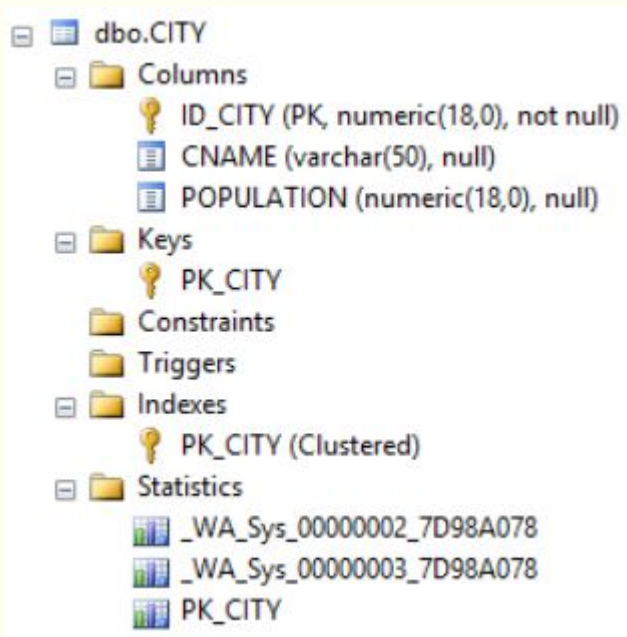 dbo.CITY
Columns
ID_CITY (PK, numeric(18,0), not null)
CNAME (varchar(50), null)
POPULATION (numeric(18,0), null)
Keys
PK_CITY
Constraints
Triggers
Indexes
PK_CITY (Clustered)
Statistics
_WA_Sys_00000002_7D98A078
_WA_Sys_00000003_7D98A078
PK_CITY